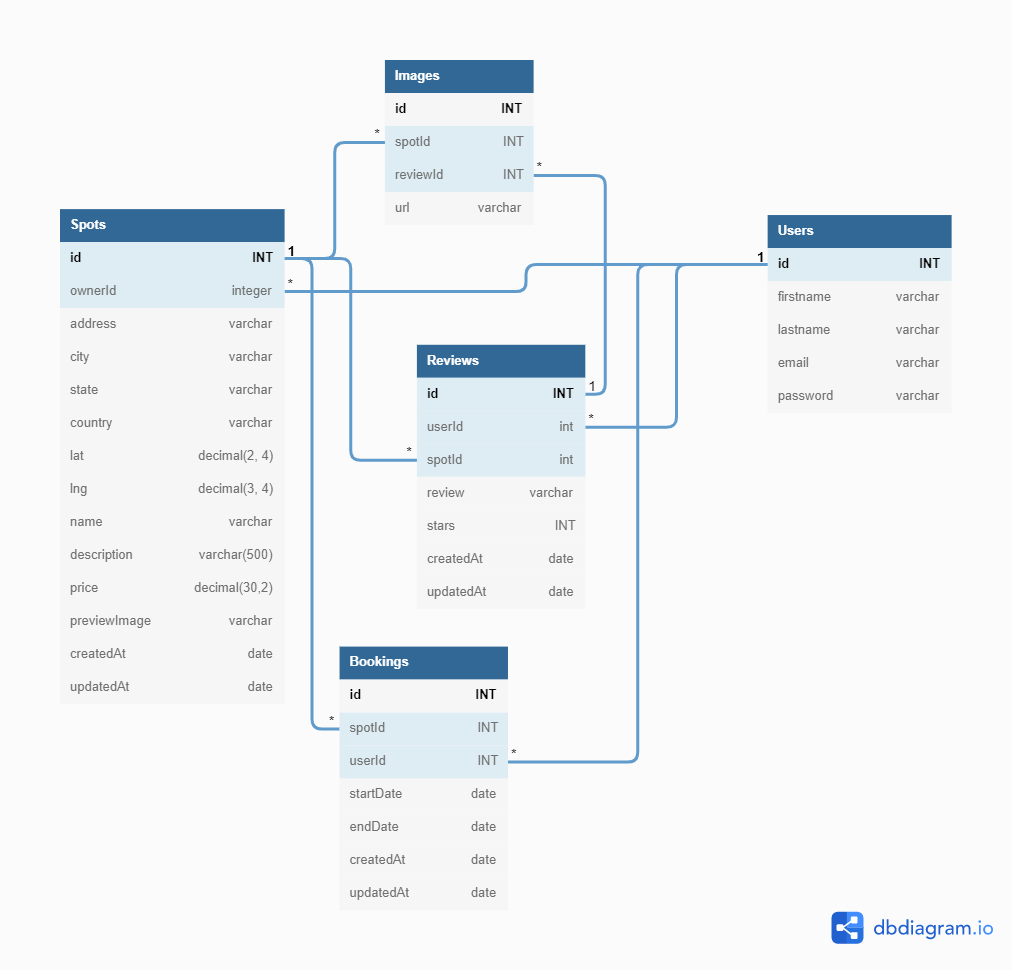 Images
id INT
* spotId INT
reviewId INT *
url varchar
Spots
id INT 1
ownerId integer *
address varchar
city varchar
state varchar
country varchar
lat decimal(2, 4)
lng decimal(3, 4)
name varchar
description varchar(500)
price decimal(30,2)
previewImage varchar
createdAt date
updatedAt date
Users
1 id INT
firstname varchar
lastname varchar
email varchar
password varchar
Reviews
id INT 1
userId int *
* spotId int
review varchar
stars INT
createdAt date
updatedAt date
Bookings
id INT
* spotId INT
userId INT *
startDate date
endDate date
createdAt date
updatedAt date
dbdiagram.io